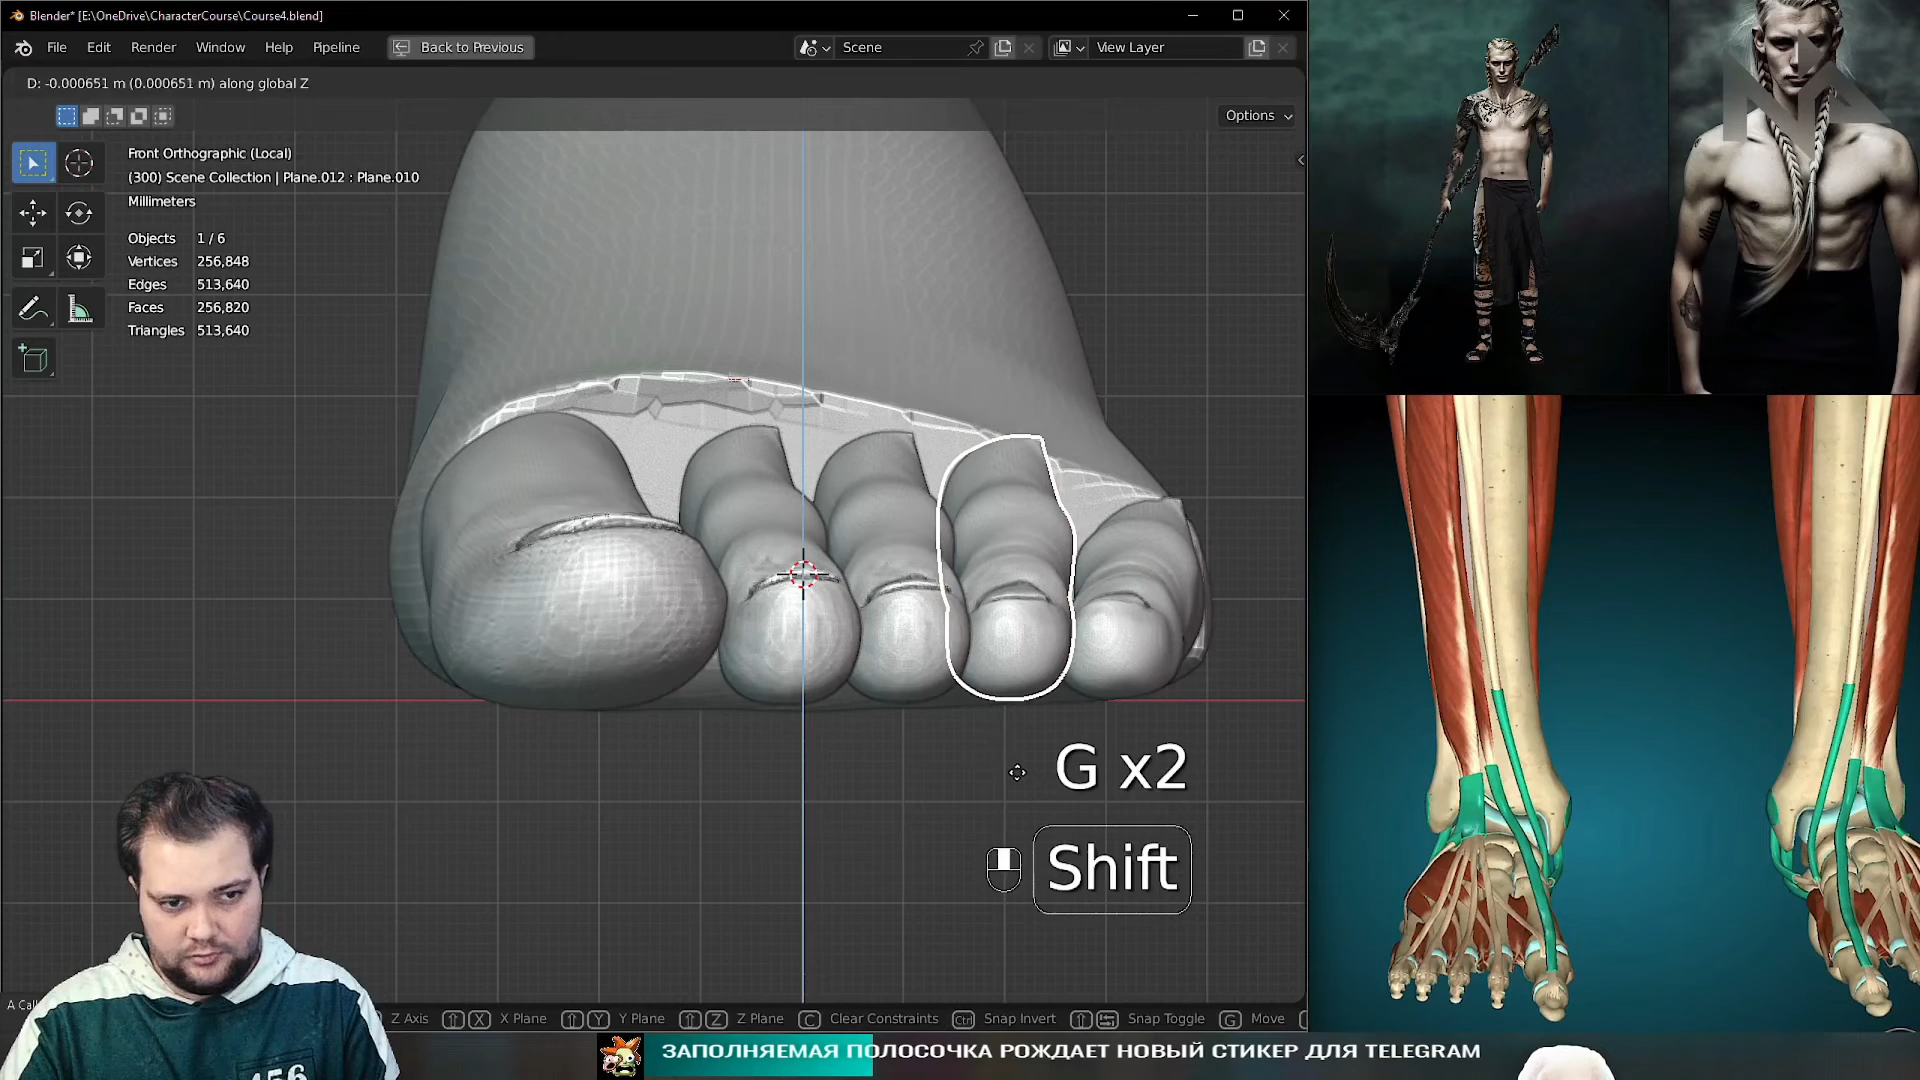 Blender* [E:\OneDrive\CharacterCourse\Course4.blend]
File Edit Render Window Help Pipeline Back to Previous Scene View Layer
D: -0.000651 m (0.000651 m) along global Z
Options
Front Orthographic (Local)
(300) Scene Collection | Plane.012 : Plane.010
Millimeters
Objects 1 / 6
Vertices 256,848
Edges 513,640
Faces 256,820
Triangles 513,640
G x2
Shift
Z Axis X X Plane Y Y Plane Z Z Plane C Clear Constraints Ctrl Snap Invert Snap Toggle G Move
ЗАПОЛНЯЕМАЯ ПОЛОСОЧКА РОЖДАЕТ НОВЫЙ СТИКЕР ДЛЯ TELEGRAM